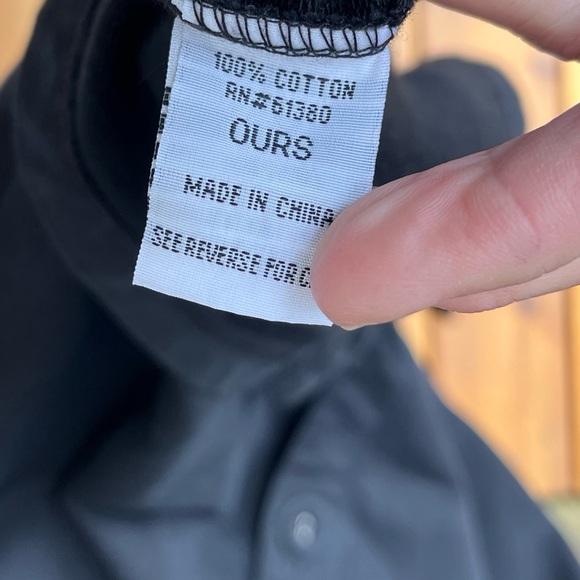 100% COTTON
RN#61380
OURS
MADE IN CHINA
SEE REVERSE FOR